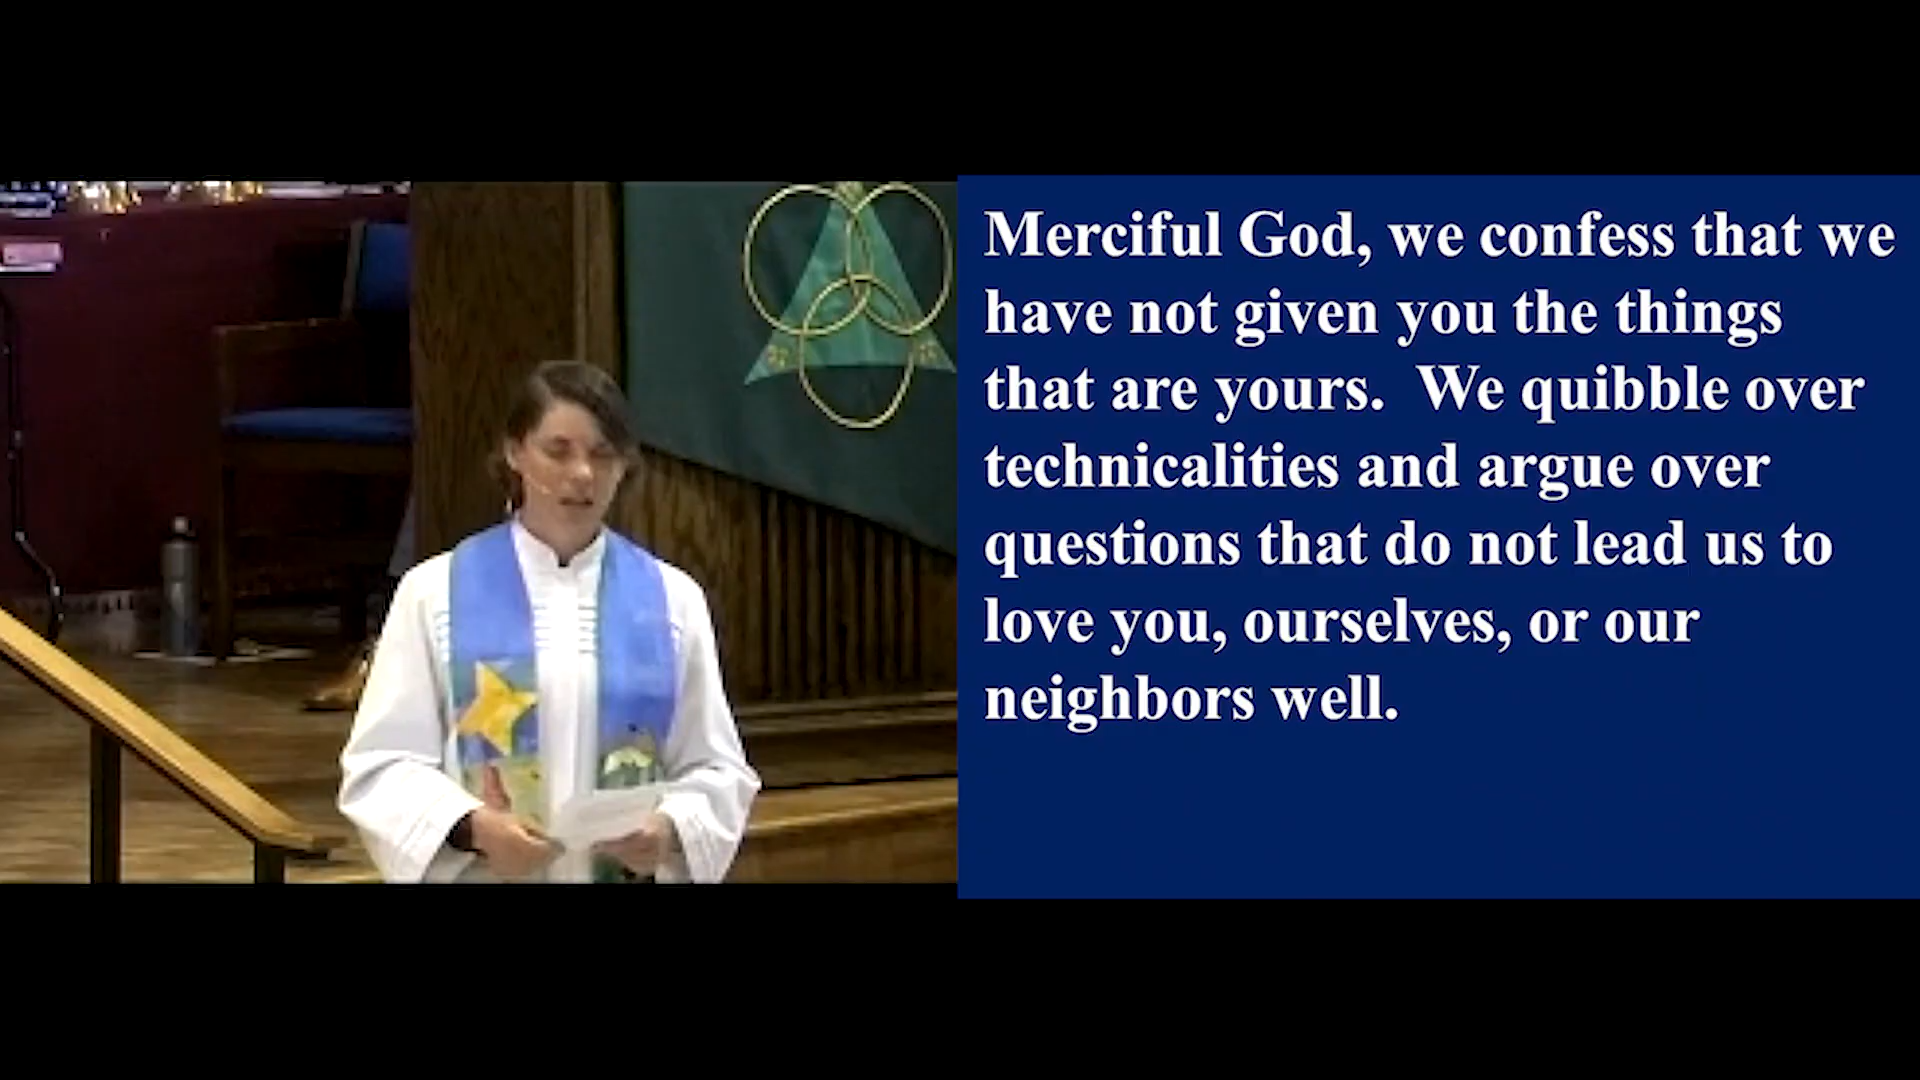 Merciful God, we confess that we
have not given you the things
that are yours.  We quibble over
technicalities and argue over
questions that do not lead us to
love you, ourselves, or our
neighbors well.